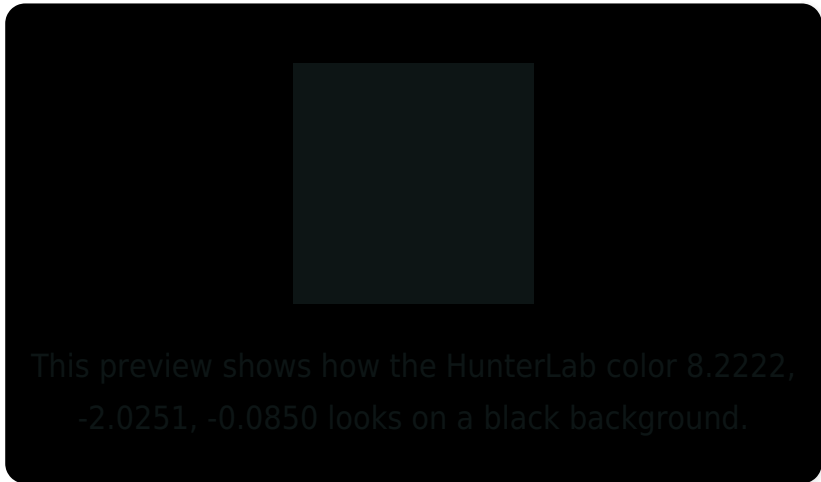 This preview shows how the HunterLab color 8.2222,
-2.0251, -0.0850 looks on a black background.